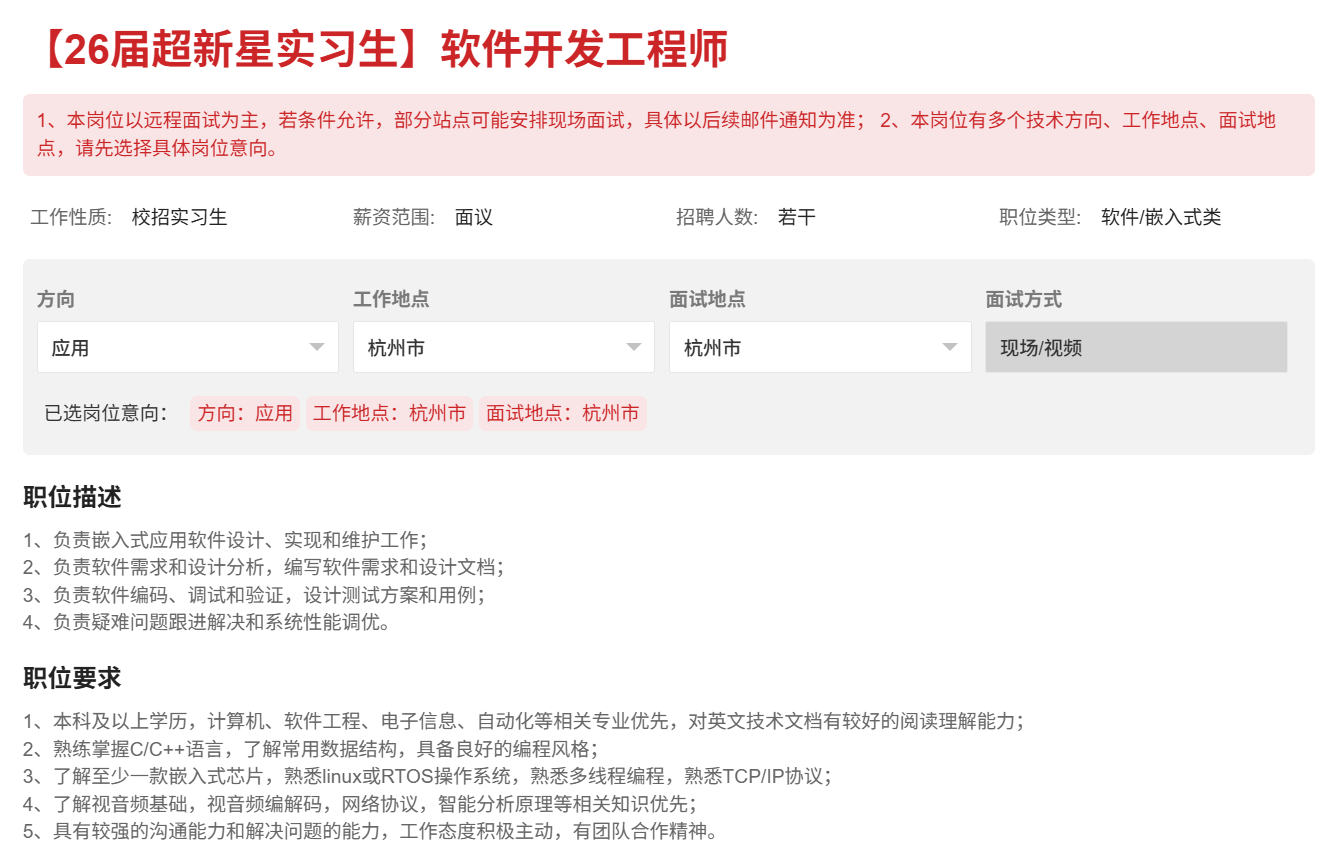 【26届超新星实习生】软件开发工程师
1、本岗位以远程面试为主，若条件允许，部分站点可能安排现场面试，具体以后续邮件通知为准； 2、本岗位有多个技术方向、工作地点、面试地
点，请先选择具体岗位意向。
工作性质: 校招实习生 薪资范围: 面议 招聘人数: 若干 职位类型: 软件/嵌入式类
方向 工作地点 面试地点 面试方式
应用 杭州市 杭州市 现场/视频
已选岗位意向： 方向：应用 工作地点：杭州市 面试地点：杭州市
职位描述
1、负责嵌入式应用软件设计、实现和维护工作；
2、负责软件需求和设计分析，编写软件需求和设计文档；
3、负责软件编码、调试和验证，设计测试方案和用例；
4、负责疑难问题跟进解决和系统性能调优。
职位要求
1、本科及以上学历，计算机、软件工程、电子信息、自动化等相关专业优先，对英文技术文档有较好的阅读理解能力；
2、熟练掌握C/C++语言，了解常用数据结构，具备良好的编程风格；
3、了解至少一款嵌入式芯片，熟悉linux或RTOS操作系统，熟悉多线程编程，熟悉TCP/IP协议；
4、了解视音频基础，视音频编解码，网络协议，智能分析原理等相关知识优先；
5、具有较强的沟通能力和解决问题的能力，工作态度积极主动，有团队合作精神。